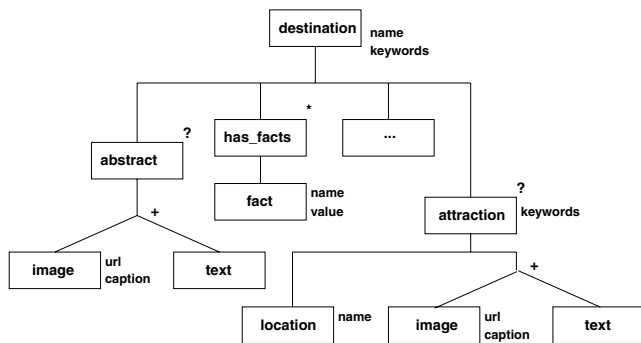 destination
name
keywords
*
?
has_facts
...
abstract
fact
name
value
?
attraction
keywords
+
image
url
caption
text
+
location
name
image
url
caption
text